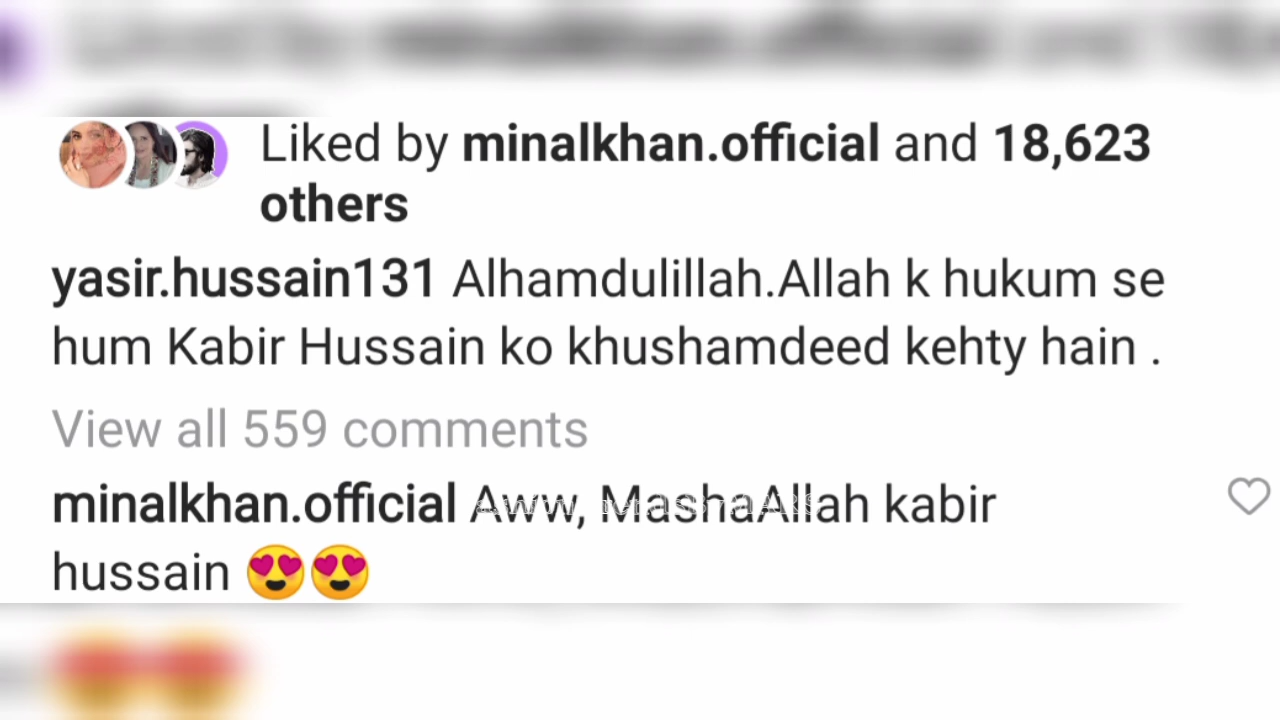 Liked by minalkhan.official and 18,623
others
yasir.hussain131 Alhamdulillah.Allah k hukum se
hum Kabir Hussain ko khushamdeed kehty hain .
View all 559 comments
minalkhan.official Aww, MashaAllah kabir
hussain 😍😍